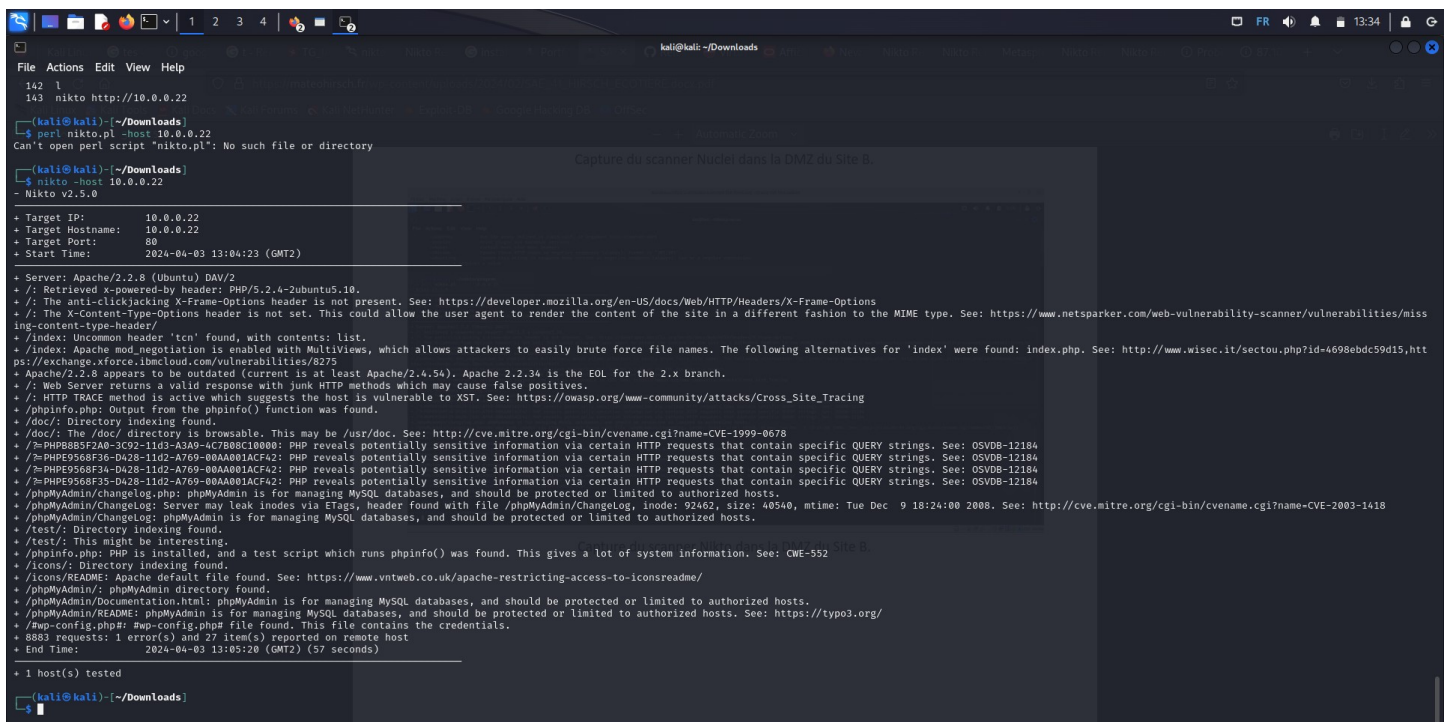 1 2 3 4
FR 13:34
kali@kali: ~/Downloads
File Actions Edit View Help
142 l
143 nikto http://10.0.0.22
┌──(kali㉿kali)-[~/Downloads]
└─$ perl nikto.pl -host 10.0.0.22
Can't open perl script "nikto.pl": No such file or directory
Capture du scanner Nuclei dans la DMZ du Site B.
┌──(kali㉿kali)-[~/Downloads]
└─$ nikto -host 10.0.0.22
- Nikto v2.5.0
+ Target IP: 10.0.0.22
+ Target Hostname: 10.0.0.22
+ Target Port: 80
+ Start Time: 2024-04-03 13:04:23 (GMT2)
+ Server: Apache/2.2.8 (Ubuntu) DAV/2
+ /: Retrieved x-powered-by header: PHP/5.2.4-2ubuntu5.10.
+ /: The anti-clickjacking X-Frame-Options header is not present. See: https://developer.mozilla.org/en-US/docs/Web/HTTP/Headers/X-Frame-Options
+ /: The X-Content-Type-Options header is not set. This could allow the user agent to render the content of the site in a different fashion to the MIME type. See: https://www.netsparker.com/web-vulnerability-scanner/vulnerabilities/miss
ing-content-type-header/
+ /index: Uncommon header 'tcn' found, with contents: list.
+ /index: Apache mod_negotiation is enabled with MultiViews, which allows attackers to easily brute force file names. The following alternatives for 'index' were found: index.php. See: http://www.wisec.it/sectou.php?id=4698ebdc59d15,htt
ps://exchange.xforce.ibmcloud.com/vulnerabilities/8275
+ Apache/2.2.8 appears to be outdated (current is at least Apache/2.4.54). Apache 2.2.34 is the EOL for the 2.x branch.
+ /: Web Server returns a valid response with junk HTTP methods which may cause false positives.
+ /: HTTP TRACE method is active which suggests the host is vulnerable to XST. See: https://owasp.org/www-community/attacks/Cross_Site_Tracing
+ /phpinfo.php: Output from the phpinfo() function was found.
+ /doc/: Directory indexing found.
+ /doc/: The /doc/ directory is browsable. This may be /usr/doc. See: http://cve.mitre.org/cgi-bin/cvename.cgi?name=CVE-1999-0678
+ /?=PHPB8B5F2A0-3C92-11d3-A3A9-4C7B08C10000: PHP reveals potentially sensitive information via certain HTTP requests that contain specific QUERY strings. See: OSVDB-12184
+ /?=PHPE9568F36-D428-11d2-A769-00AA001ACF42: PHP reveals potentially sensitive information via certain HTTP requests that contain specific QUERY strings. See: OSVDB-12184
+ /?=PHPE9568F34-D428-11d2-A769-00AA001ACF42: PHP reveals potentially sensitive information via certain HTTP requests that contain specific QUERY strings. See: OSVDB-12184
+ /?=PHPE9568F35-D428-11d2-A769-00AA001ACF42: PHP reveals potentially sensitive information via certain HTTP requests that contain specific QUERY strings. See: OSVDB-12184
+ /phpMyAdmin/changelog.php: phpMyAdmin is for managing MySQL databases, and should be protected or limited to authorized hosts.
+ /phpMyAdmin/ChangeLog: Server may leak inodes via ETags, header found with file /phpMyAdmin/ChangeLog, inode: 92462, size: 40540, mtime: Tue Dec  9 18:24:00 2008. See: http://cve.mitre.org/cgi-bin/cvename.cgi?name=CVE-2003-1418
+ /phpMyAdmin/ChangeLog: phpMyAdmin is for managing MySQL databases, and should be protected or limited to authorized hosts.
+ /test/: Directory indexing found.
+ /test/: This might be interesting.
Capture du scanner Nikto dans la DMZ du Site B.
+ /phpinfo.php: PHP is installed, and a test script which runs phpinfo() was found. This gives a lot of system information. See: CWE-552
+ /icons/: Directory indexing found.
+ /icons/README: Apache default file found. See: https://www.vntweb.co.uk/apache-restricting-access-to-iconsreadme/
+ /phpMyAdmin/: phpMyAdmin directory found.
+ /phpMyAdmin/Documentation.html: phpMyAdmin is for managing MySQL databases, and should be protected or limited to authorized hosts.
+ /phpMyAdmin/README: phpMyAdmin is for managing MySQL databases, and should be protected or limited to authorized hosts. See: https://typo3.org/
+ /#wp-config.php#: #wp-config.php# file found. This file contains the credentials.
+ 8883 requests: 1 error(s) and 27 item(s) reported on remote host
+ End Time: 2024-04-03 13:05:20 (GMT2) (57 seconds)
+ 1 host(s) tested
┌──(kali㉿kali)-[~/Downloads]
└─$